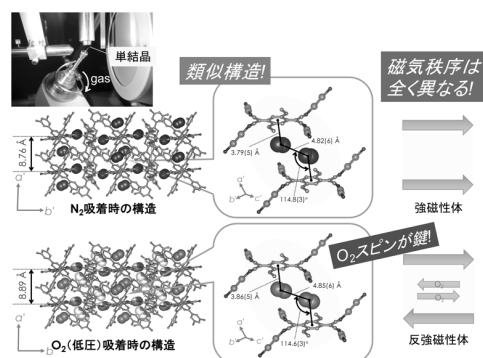 単結晶
gas
類似構造!
磁気秩序は
全く異なる!
8.76 Å
a'
b'
N₂吸着時の構造
3.79(5) Å
4.82(6) Å
114.8(3)°
a'
b'
c'
強磁性体
O₂スピンが鍵!
8.89 Å
a'
b'
O₂(低圧)吸着時の構造
3.86(5) Å
4.85(6) Å
114.6(3)°
a'
b'
c'
O₂
O₂
反強磁性体